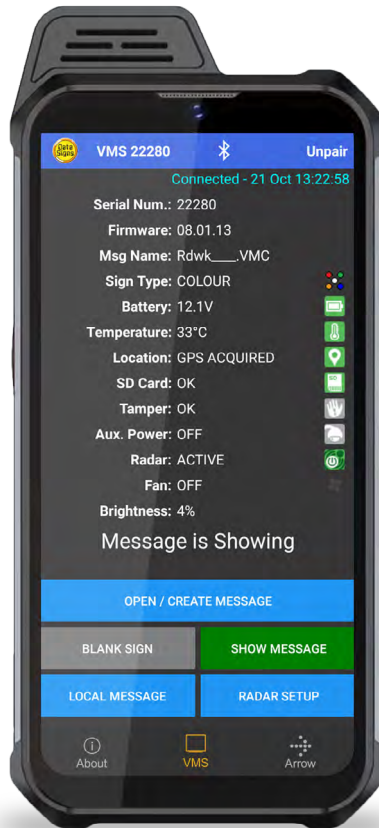 Data
Signs
VMS 22280
Unpair
Connected - 21 Oct 13:22:58
Serial Num.: 22280
Firmware: 08.01.13
Msg Name: Rdwk____.VMC
Sign Type: COLOUR
Battery: 12.1V
Temperature: 33°C
Location: GPS ACQUIRED
SD Card: OK
Tamper: OK
Aux. Power: OFF
Radar: ACTIVE
Fan: OFF
Brightness: 4%
Message is Showing
OPEN / CREATE MESSAGE
BLANK SIGN
SHOW MESSAGE
LOCAL MESSAGE
RADAR SETUP
About
VMS
Arrow